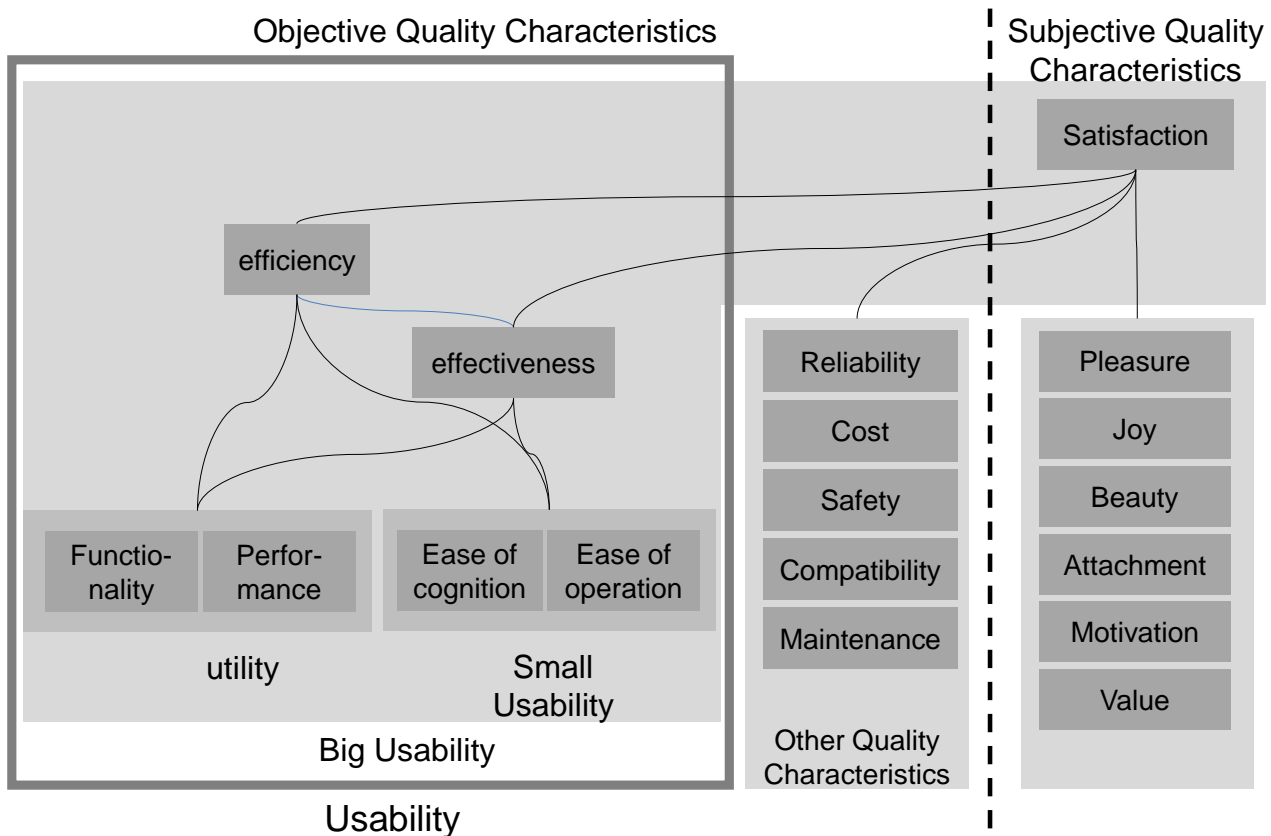 Objective Quality Characteristics
Subjective Quality
Characteristics
Satisfaction
efficiency
effectiveness
Functio-
nality
Perfor-
mance
Ease of
cognition
Ease of
operation
utility
Small
Usability
Big Usability
Usability
Reliability
Cost
Safety
Compatibility
Maintenance
Other Quality
Characteristics
Pleasure
Joy
Beauty
Attachment
Motivation
Value